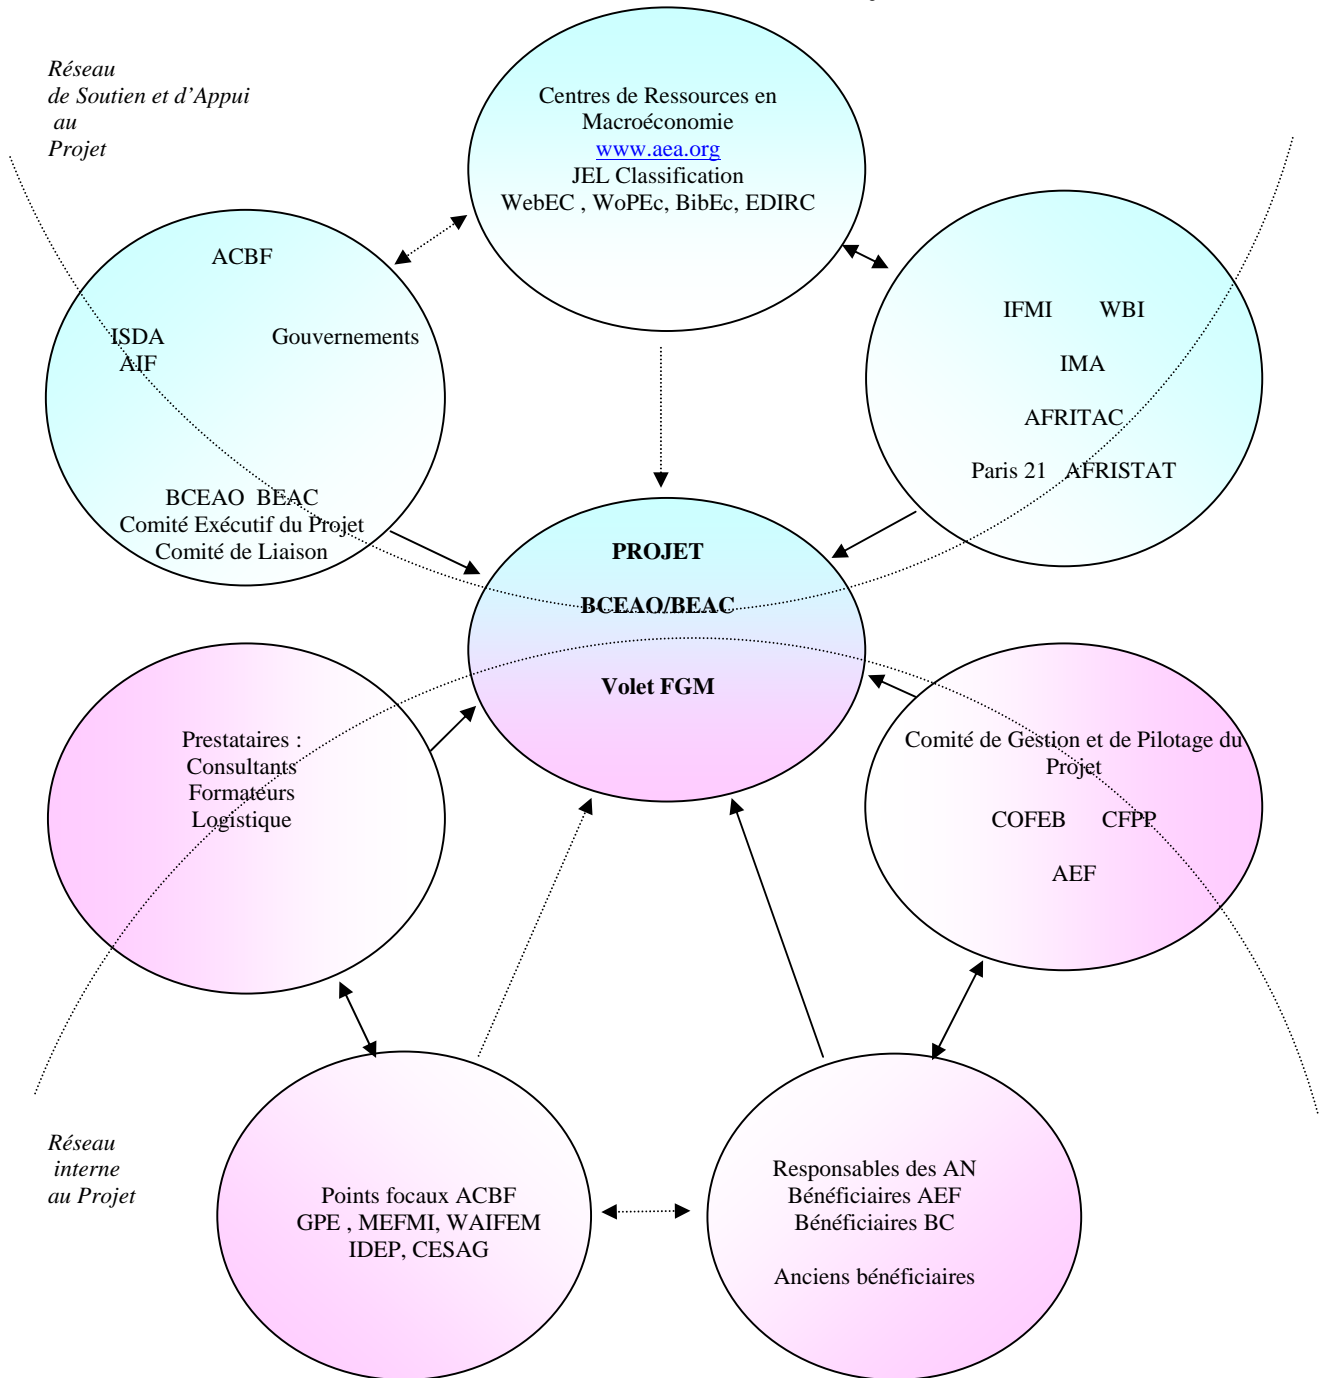 Réseau
de Soutien et d'Appui
au
Projet
Centres de Ressources en
Macroéconomie
www.aea.org
JEL Classification
WebEC , WoPEc, BibEc, EDIRC
ACBF
ISDA Gouvernements
AIF
BCEAO BEAC
Comité Exécutif du Projet
Comité de Liaison
IFMI WBI
IMA
AFRITAC
Paris 21 AFRISTAT
PROJET
BCEAO/BEAC
Volet FGM
Prestataires :
Consultants
Formateurs
Logistique
Comité de Gestion et de Pilotage du
Projet
COFEB CFPP
AEF
Réseau
interne
au Projet
Points focaux ACBF
GPE , MEFMI, WAIFEM
IDEP, CESAG
Responsables des AN
Bénéficiaires AEF
Bénéficiaires BC
Anciens bénéficiaires